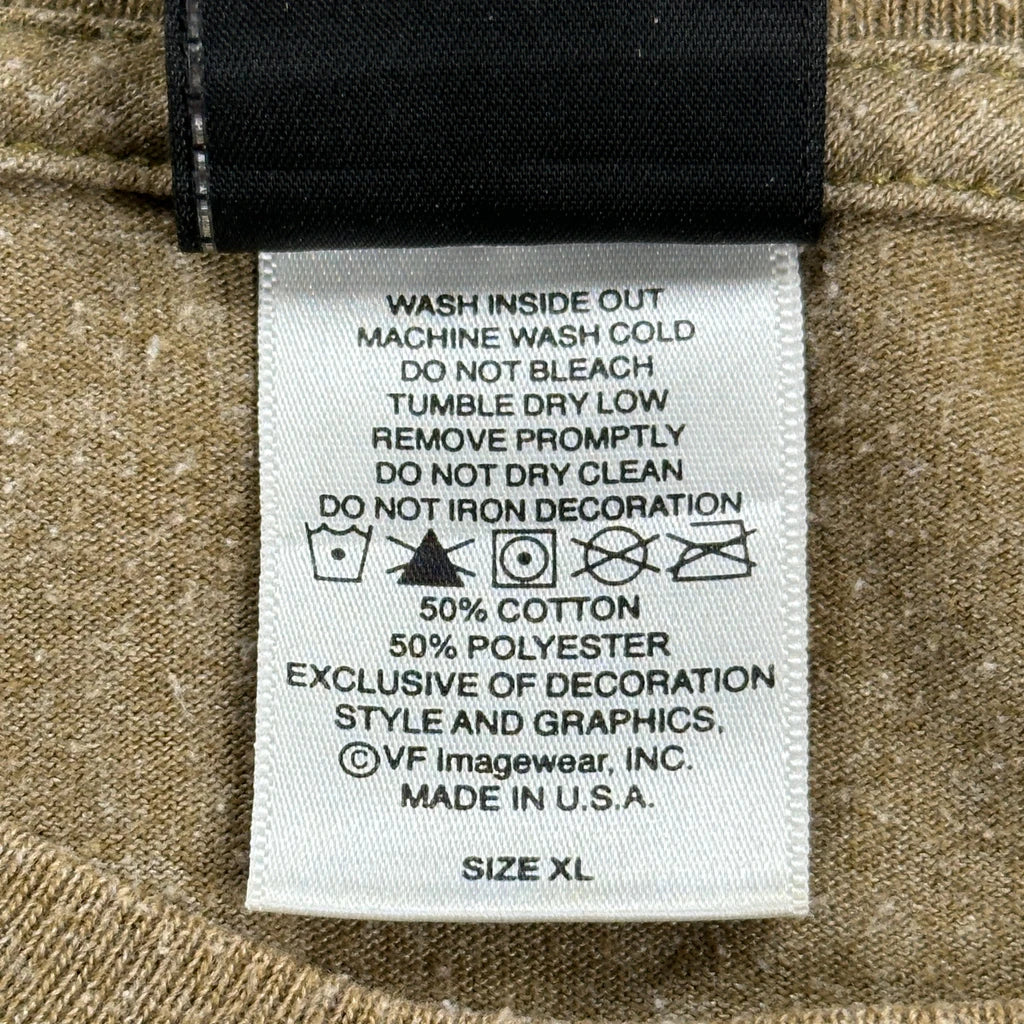 WASH INSIDE OUT
MACHINE WASH COLD
DO NOT BLEACH
TUMBLE DRY LOW
REMOVE PROMPTLY
DO NOT DRY CLEAN
DO NOT IRON DECORATION
50% COTTON
50% POLYESTER
EXCLUSIVE OF DECORATION
STYLE AND GRAPHICS,
©VF Imagewear, INC.
MADE IN U.S.A.
SIZE XL